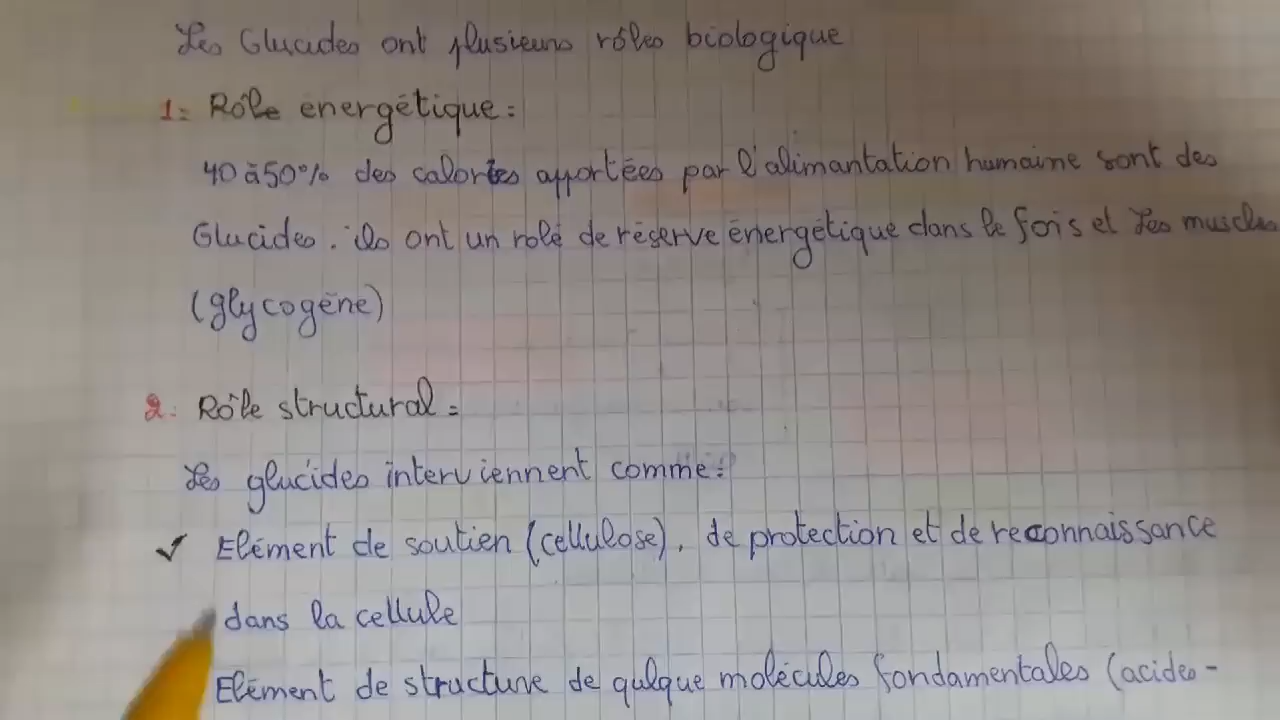 Les Glucides ont plusieurs rôles biologique
1: Rôle énergétique:
40 à 50% des calories apportées par l'alimantation humaine sont des
Glucides. ils ont un rolé de réserve énergétique dans le fois et les muscles
(glycogène)
2. Rôle structural =
Les glucides interviennent comme:
✓ Elément de soutien (cellulose), de protection et de reconnaissance
dans la cellule
Elément de structure de qulque molécules fondamentales (acides-